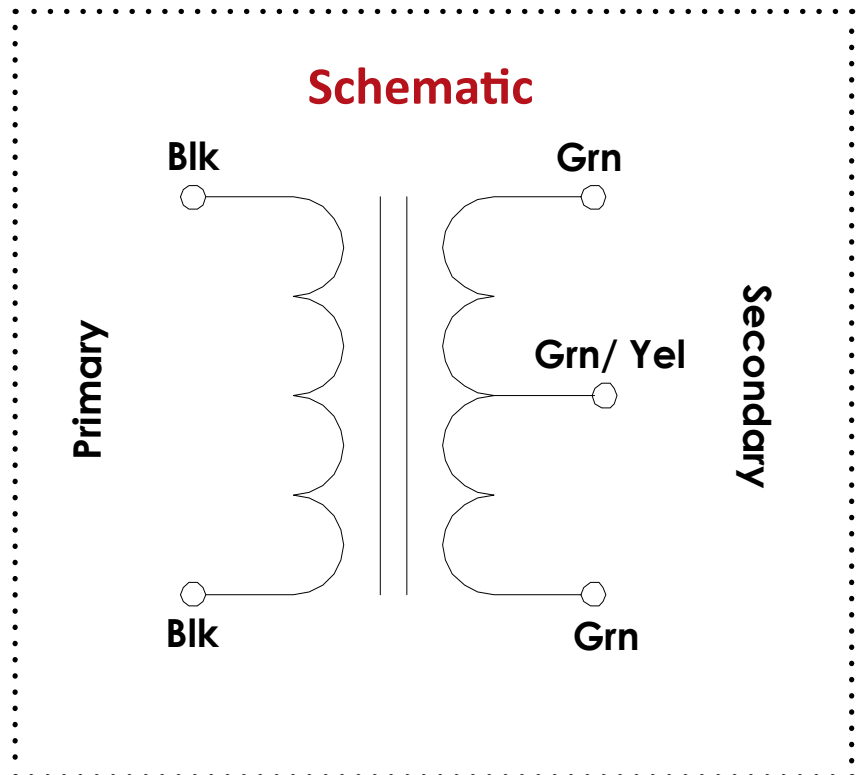 Schematic
Blk
Grn
Primary
Grn/ Yel
Secondary
Blk
Grn